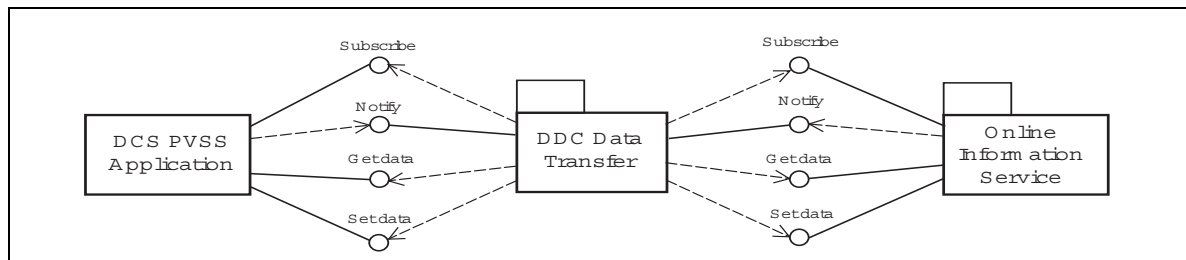 Subscribe
Notify
Getdata
Setdata
DCS PVSS
Application
DDC Data
Transfer
Subscribe
Notify
Getdata
Setdata
Online
Information
Service